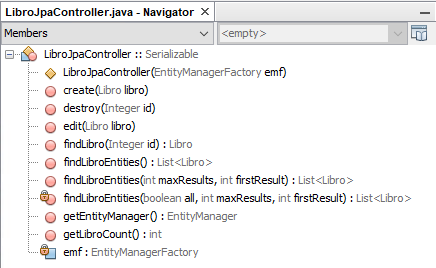 LibroJpaController.java - Navigator
Members
<empty>
LibroJpaController :: Serializable
LibroJpaController(EntityManagerFactory emf)
create(Libro libro)
destroy(Integer id)
edit(Libro libro)
findLibro(Integer id) : Libro
findLibroEntities() : List<Libro>
findLibroEntities(int maxResults, int firstResult) : List<Libro>
findLibroEntities(boolean all, int maxResults, int firstResult) : List<Libro>
getEntityManager() : EntityManager
getLibroCount() : int
emf : EntityManagerFactory